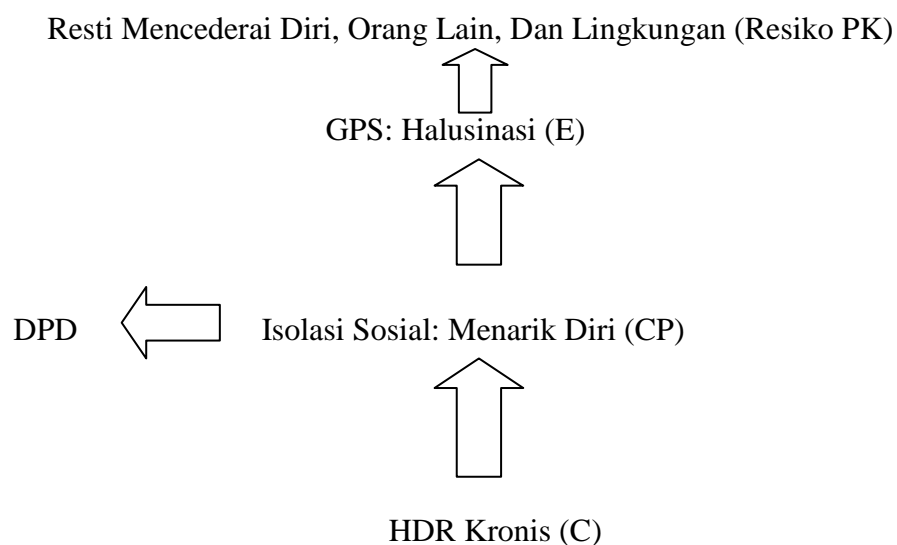 Resti Mencederai Diri, Orang Lain, Dan Lingkungan (Resiko PK)
GPS: Halusinasi (E)
DPD
Isolasi Sosial: Menarik Diri (CP)
HDR Kronis (C)